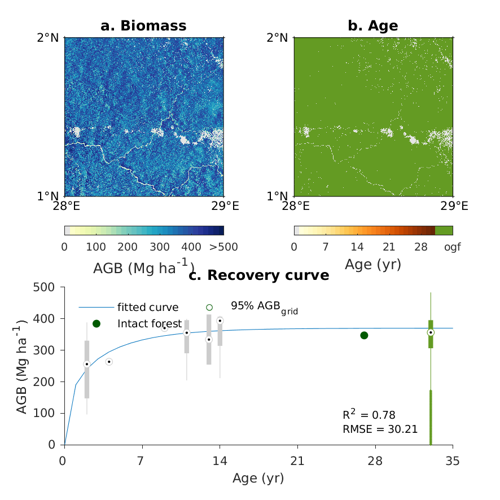 a. Biomass
b. Age
2°N
1°N
28°E
29°E
2°N
1°N
28°E
29°E
0 100 200 300 400 >500
AGB (Mg ha⁻¹)
0 7 14 21 28 ogf
Age (yr)
c. Recovery curve
500
400
300
200
100
0
AGB (Mg ha⁻¹)
fitted curve
95% AGB_grid
Intact forest
R² = 0.78
RMSE = 30.21
0 7 14 21 28 35
Age (yr)